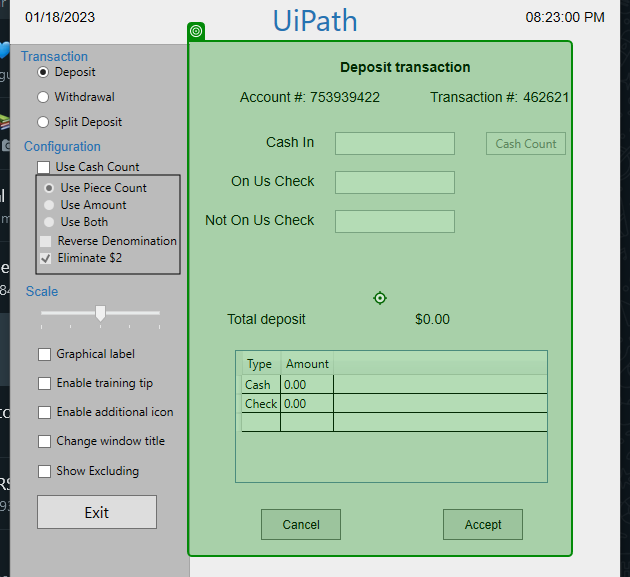 01/18/2023
UiPath
08:23:00 PM
Transaction
Deposit
Withdrawal
Split Deposit
Configuration
Use Cash Count
Use Piece Count
Use Amount
Use Both
Reverse Denomination
Eliminate $2
Scale
Graphical label
Enable training tip
Enable additional icon
Change window title
Show Excluding
Exit
Deposit transaction
Account #: 753939422 Transaction #: 462621
Cash In
Cash Count
On Us Check
Not On Us Check
Total deposit $0.00
Type Amount
Cash 0.00
Check 0.00
Cancel Accept